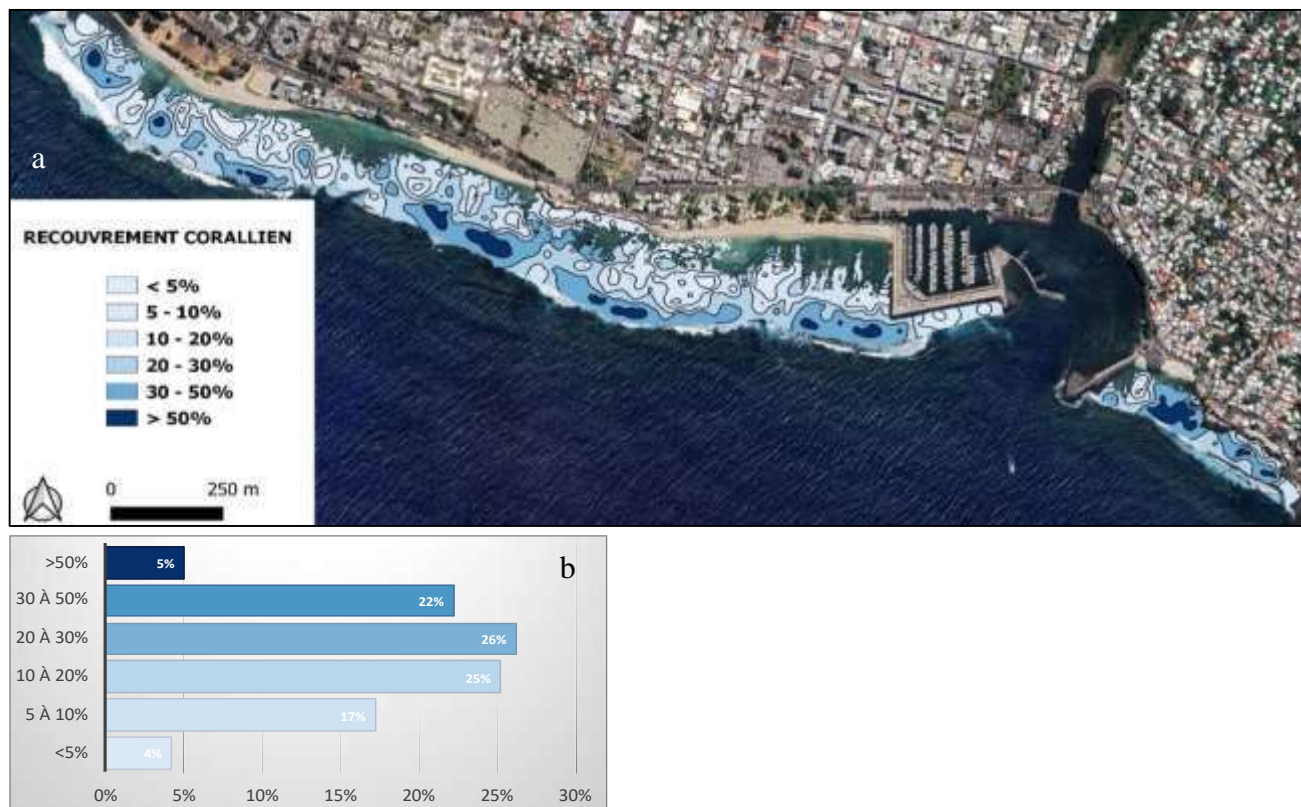 a
RECOUVREMENT CORALLIEN
< 5%
5 - 10%
10 - 20%
20 - 30%
30 - 50%
> 50%
0 250 m
b
>50% 5%
30 À 50% 22%
20 À 30% 26%
10 À 20% 25%
5 À 10% 17%
<5% 4%
0% 5% 10% 15% 20% 25% 30%